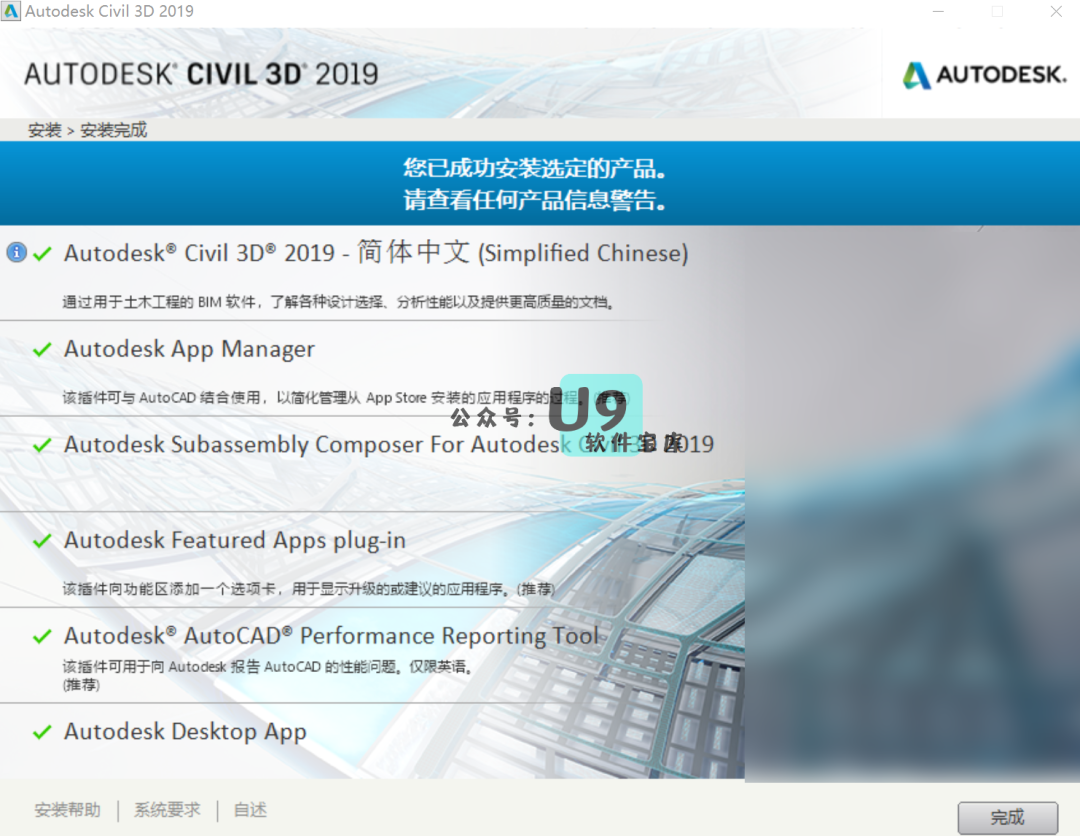 Autodesk Civil 3D 2019
AUTODESK® CIVIL 3D® 2019
AUTODESK.
安装 > 安装完成
您已成功安装选定的产品。
请查看任何产品信息警告。
Autodesk® Civil 3D® 2019 - 简体中文 (Simplified Chinese)
通过用于土木工程的 BIM 软件，了解各种设计选择、分析性能以及提供更高质量的文档。
Autodesk App Manager
该插件可与 AutoCAD 结合使用，以简化管理从 App Store 安装的应用程序的过程。(推荐)
公众号：U9
软件宝库
Autodesk Subassembly Composer For Autodesk Civil 3D 2019
Autodesk Featured Apps plug-in
该插件向功能区添加一个选项卡，用于显示升级的或建议的应用程序。(推荐)
Autodesk® AutoCAD® Performance Reporting Tool
该插件可用于向 Autodesk 报告 AutoCAD 的性能问题。仅限英语。
(推荐)
Autodesk Desktop App
安装帮助 | 系统要求 | 自述
完成